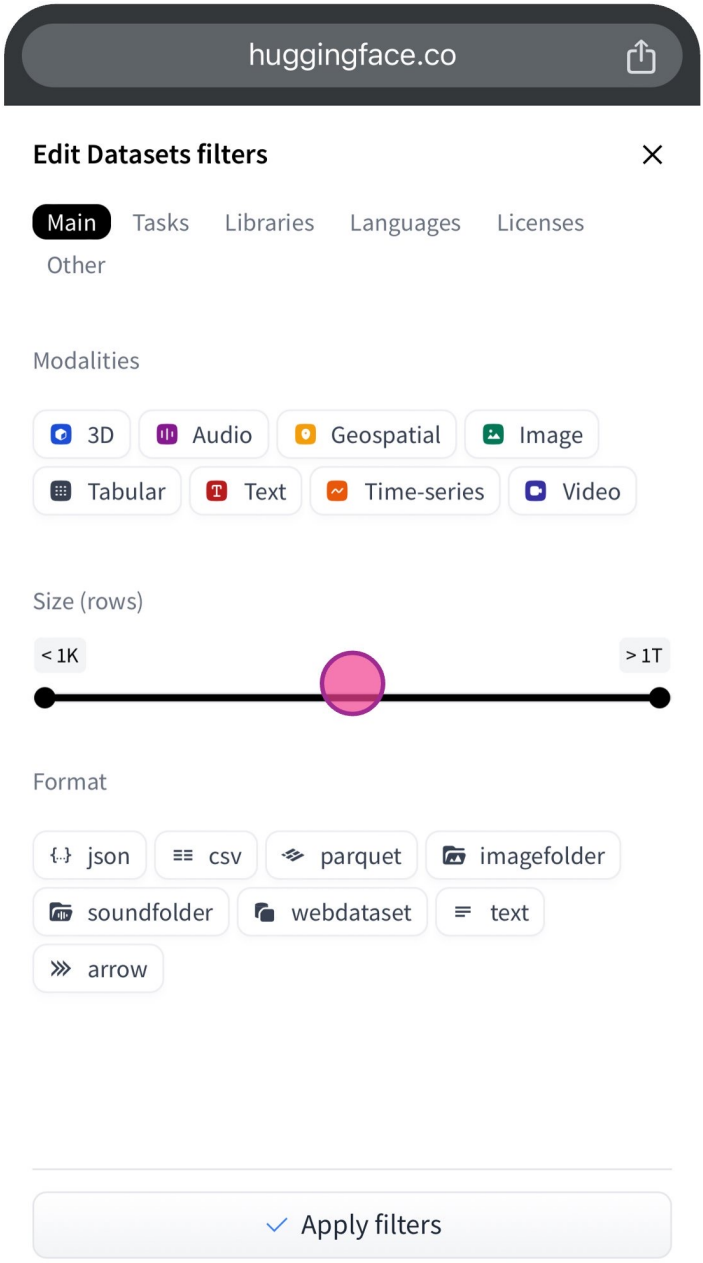 huggingface.co
Edit Datasets filters
Main Tasks Libraries Languages Licenses
Other
Modalities
3D Audio Geospatial Image
Tabular Text Time-series Video
Size (rows)
< 1K > 1T
Format
json csv parquet imagefolder
soundfolder webdataset text
arrow
Apply filters